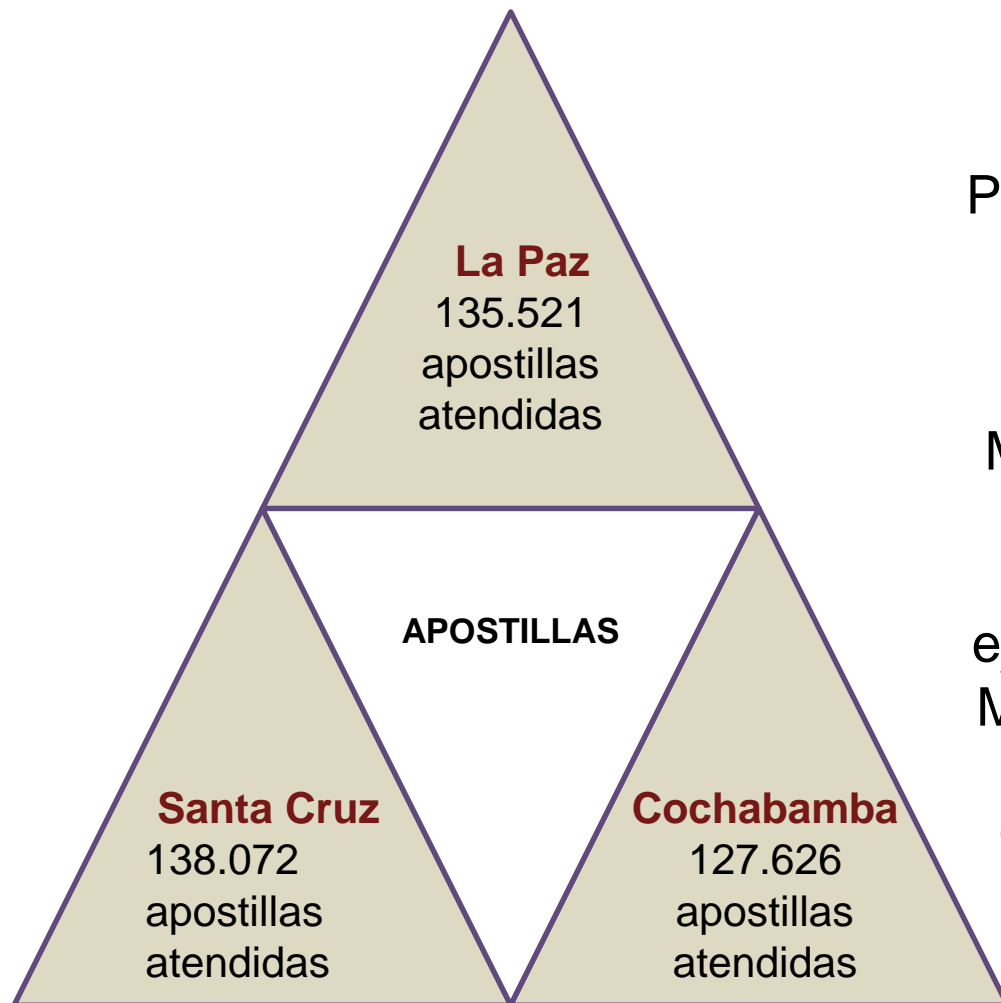 La Paz
135.521
apostillas
atendidas
APOSTILLAS
Santa Cruz
138.072
apostillas
atendidas
Cochabamba
127.626
apostillas
atendidas